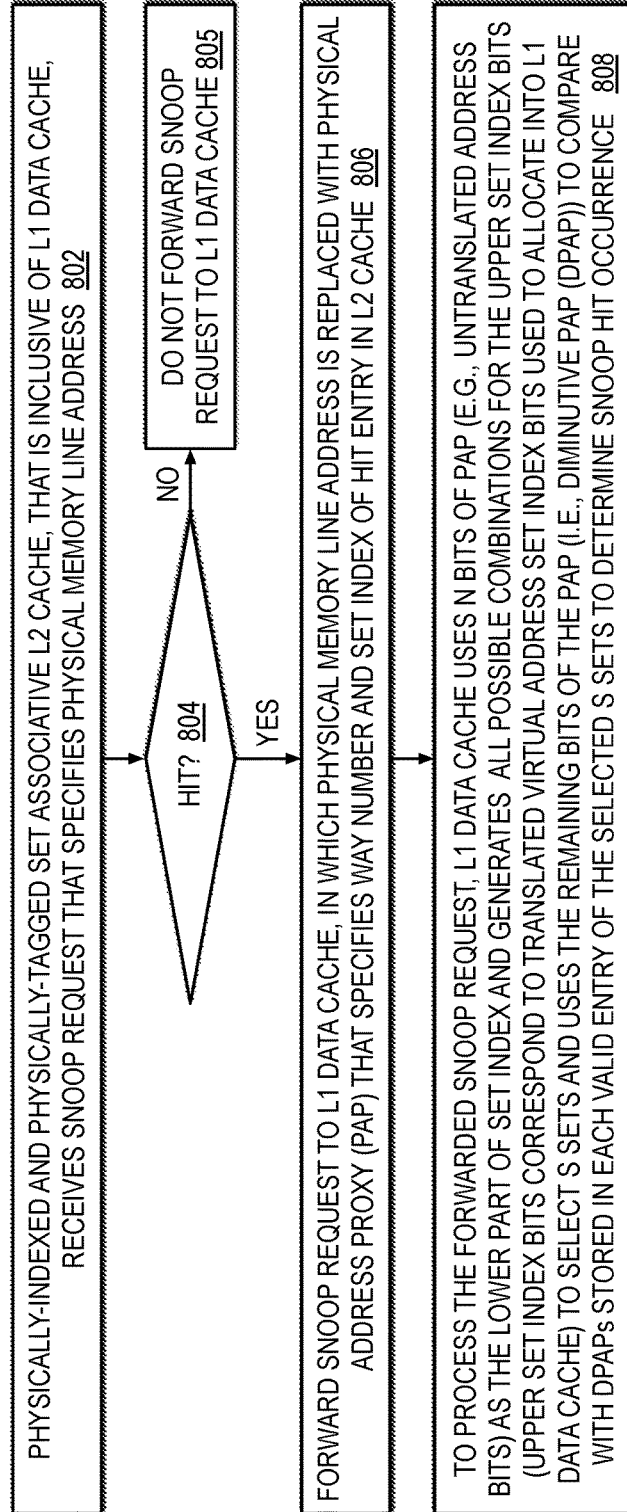 PHYSICALLY-INDEXED AND PHYSICALLY-TAGGED SET ASSOCIATIVE L2 CACHE, THAT IS INCLUSIVE OF L1 DATA CACHE,
RECEIVES SNOOP REQUEST THAT SPECIFIES PHYSICAL MEMORY LINE ADDRESS 802
HIT? 804
NO
DO NOT FORWARD SNOOP
REQUEST TO L1 DATA CACHE 805
YES
FORWARD SNOOP REQUEST TO L1 DATA CACHE, IN WHICH PHYSICAL MEMORY LINE ADDRESS IS REPLACED WITH PHYSICAL
ADDRESS PROXY (PAP) THAT SPECIFIES WAY NUMBER AND SET INDEX OF HIT ENTRY IN L2 CACHE 806
TO PROCESS THE FORWARDED SNOOP REQUEST, L1 DATA CACHE USES N BITS OF PAP (E.G., UNTRANSLATED ADDRESS
BITS) AS THE LOWER PART OF SET INDEX AND GENERATES ALL POSSIBLE COMBINATIONS FOR THE UPPER SET INDEX BITS
(UPPER SET INDEX BITS CORRESPOND TO TRANSLATED VIRTUAL ADDRESS SET INDEX BITS USED TO ALLOCATE INTO L1
DATA CACHE) TO SELECT S SETS AND USES THE REMAINING BITS OF THE PAP (I.E., DIMINUTIVE PAP (DPAP)) TO COMPARE
WITH DPAPs STORED IN EACH VALID ENTRY OF THE SELECTED S SETS TO DETERMINE SNOOP HIT OCCURRENCE 808